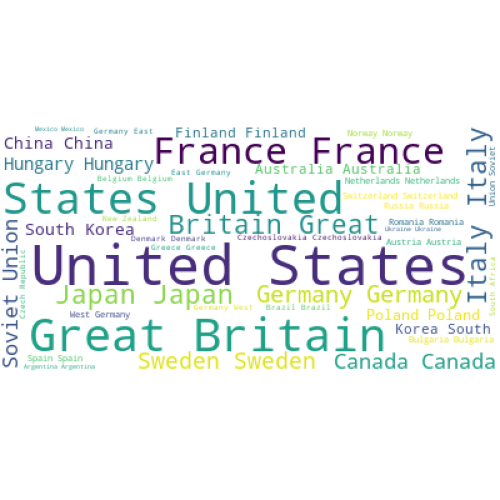 Mexico Mexico
Germany East
Finland Finland
Norway Norway
China China
France France
Italy Italy
Union Soviet
Hungary Hungary
East Germany
Australia Australia
Belgium Belgium
Netherlands Netherlands
States United
Switzerland Switzerland
Russia Russia
New Zealand
Britain Great
Romania Romania
Ukraine Ukraine
South Korea
Denmark Denmark
Czechoslovakia Czechoslovakia
Austria Austria
Greece Greece
Soviet Union
Czech Republic
United States
South Africa
Japan Japan
Germany Germany
Germany West
Brazil Brazil
West Germany
Poland Poland
Great Britain
Korea South
Bulgaria Bulgaria
Spain Spain
Argentina Argentina
Sweden Sweden
Canada Canada